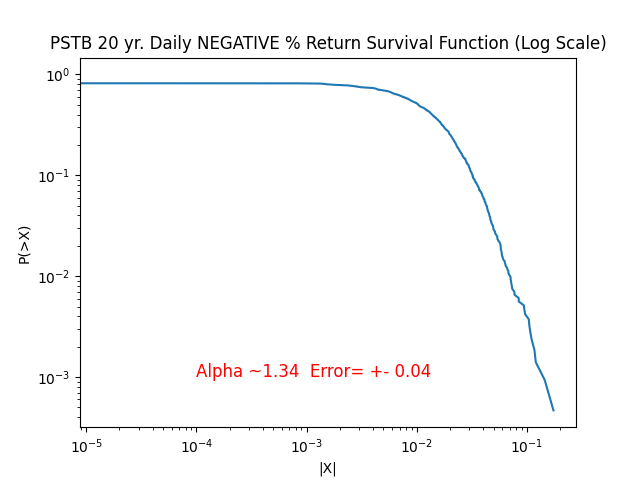 PSTB 20 yr. Daily NEGATIVE % Return Survival Function (Log Scale)
10⁰
10⁻¹
P(>X)
10⁻²
Alpha ~1.34  Error= +- 0.04
10⁻³
10⁻⁵ 10⁻⁴ 10⁻³ 10⁻² 10⁻¹
|X|